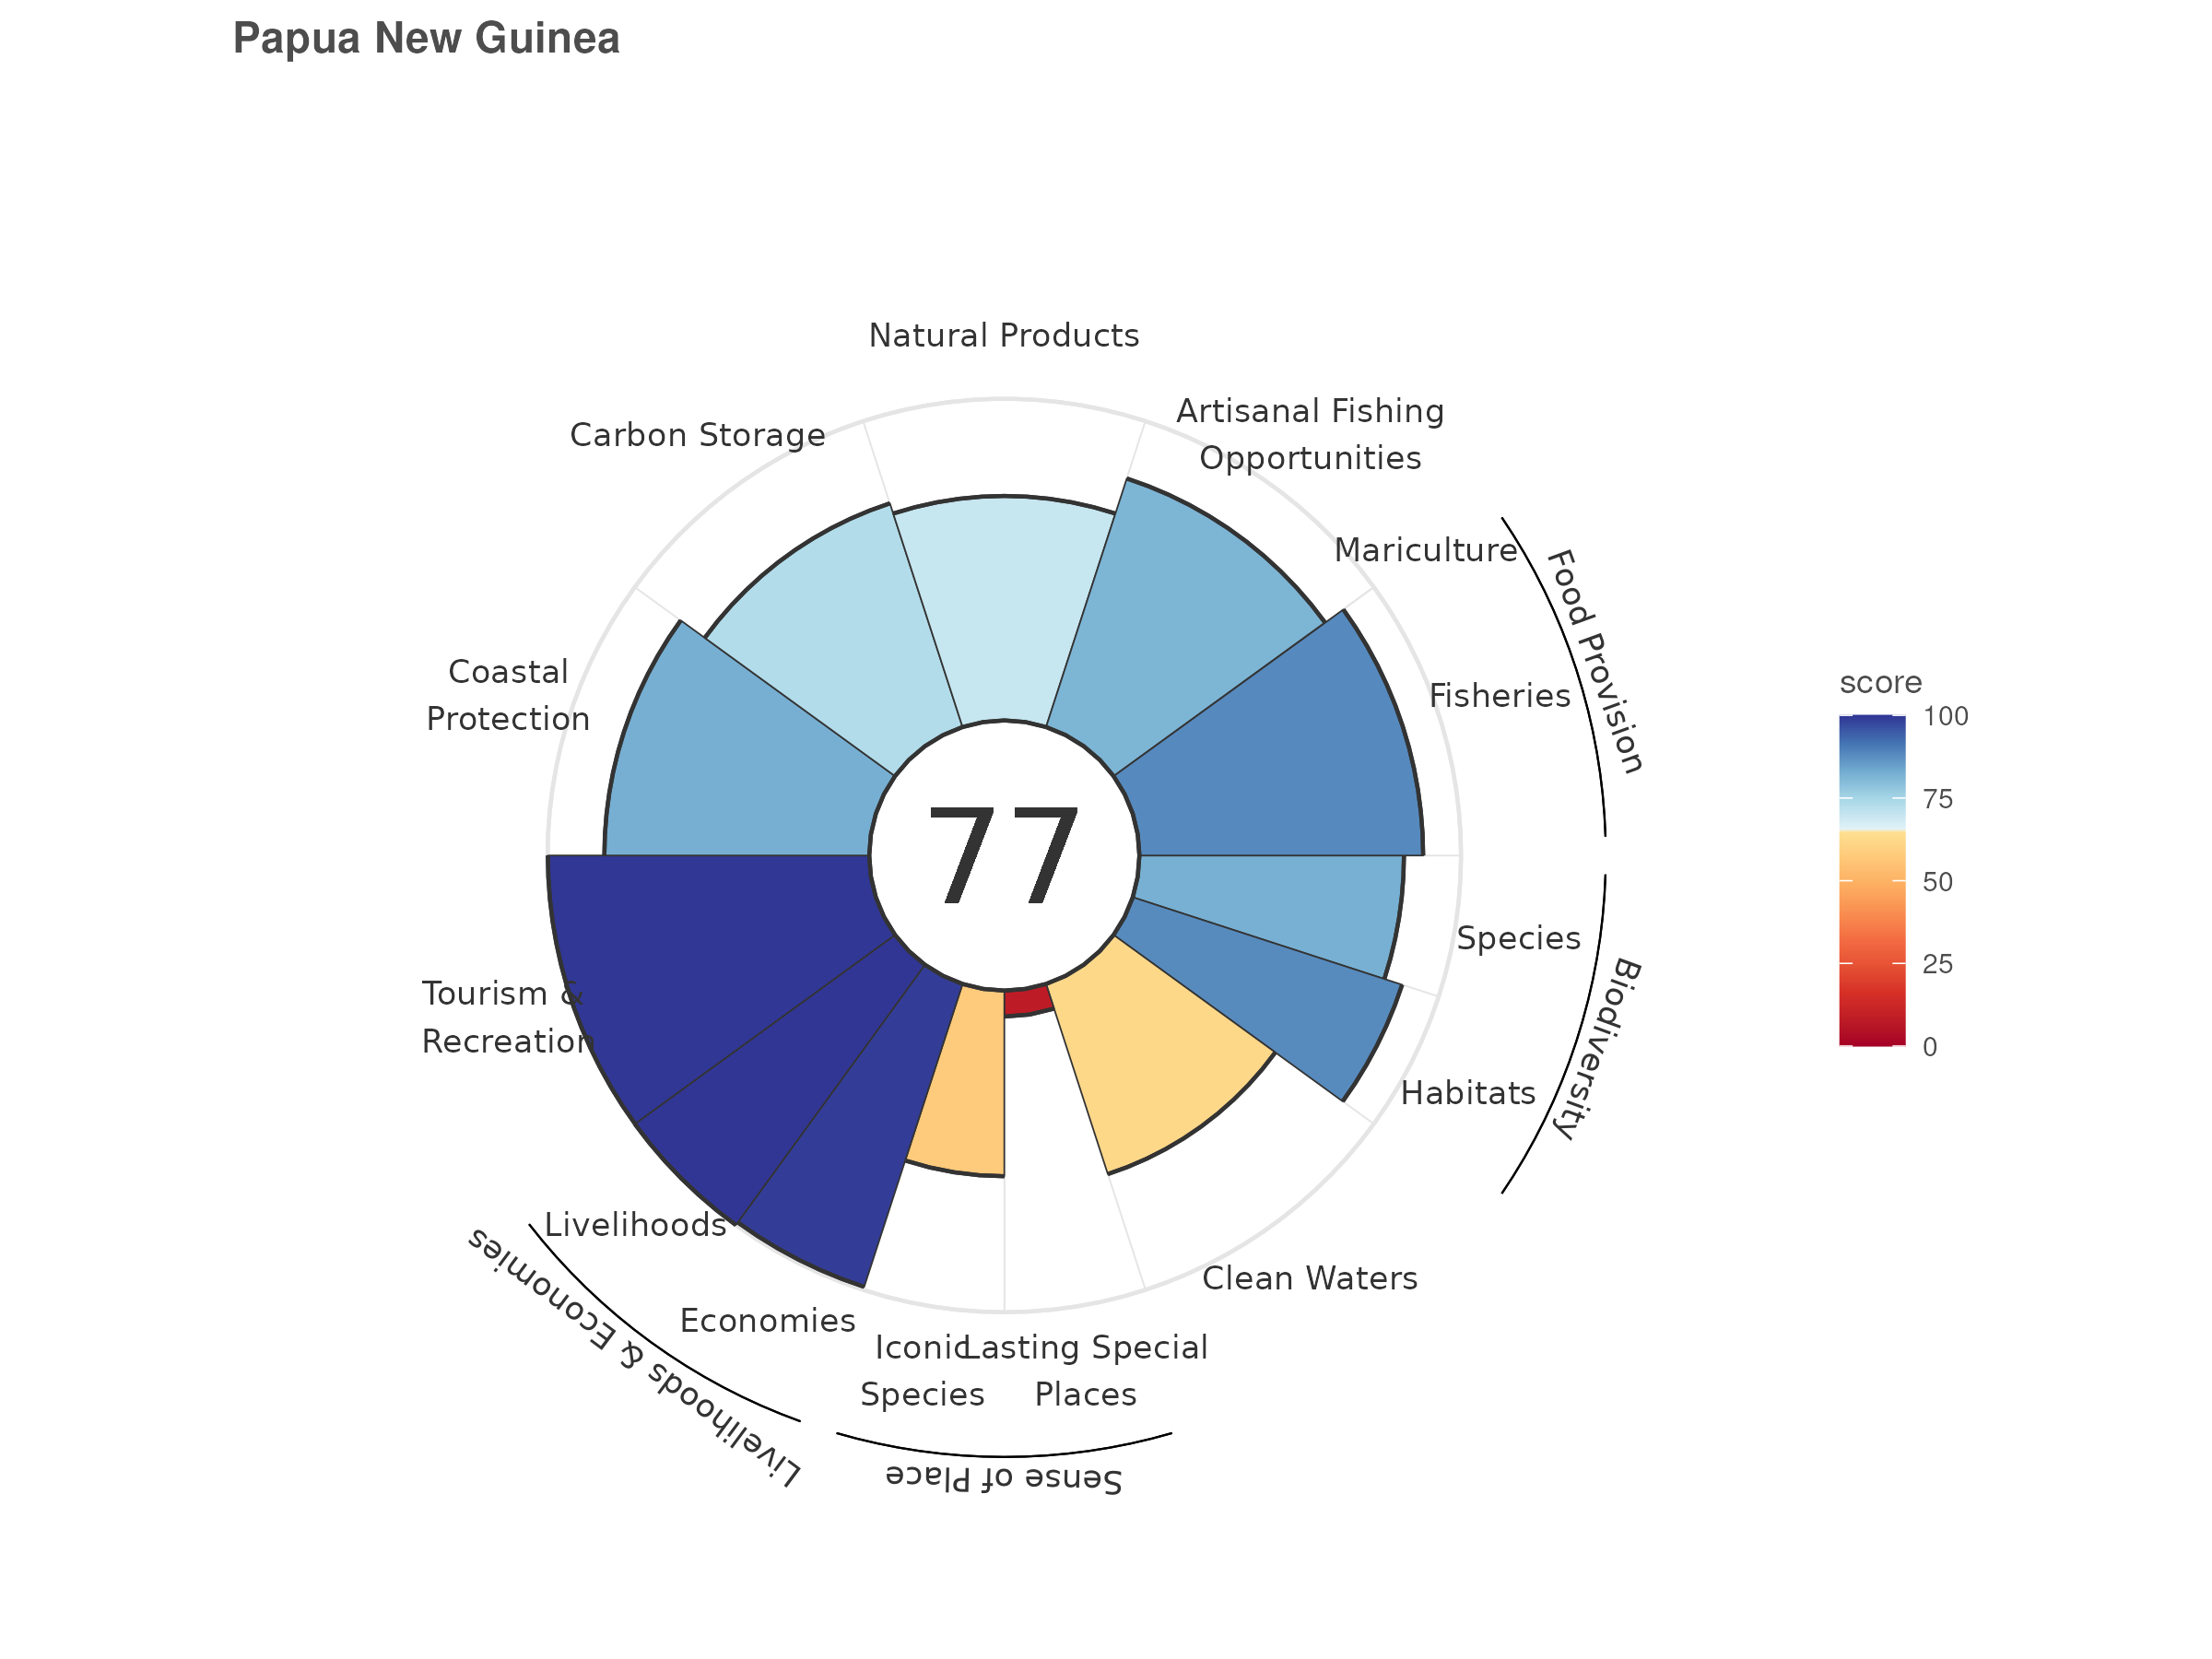 Papua New Guinea
Natural Products
Artisanal Fishing
Opportunities
Carbon Storage
Mariculture
Food Provision
Fisheries
Coastal
Protection
77
score
100
75
50
25
0
Species
Biodiversity
Habitats
Tourism &
Recreation
Livelihoods
Livelihoods & Economies
Economies
Clean Waters
Iconic
Species
Lasting Special
Places
Sense of Place